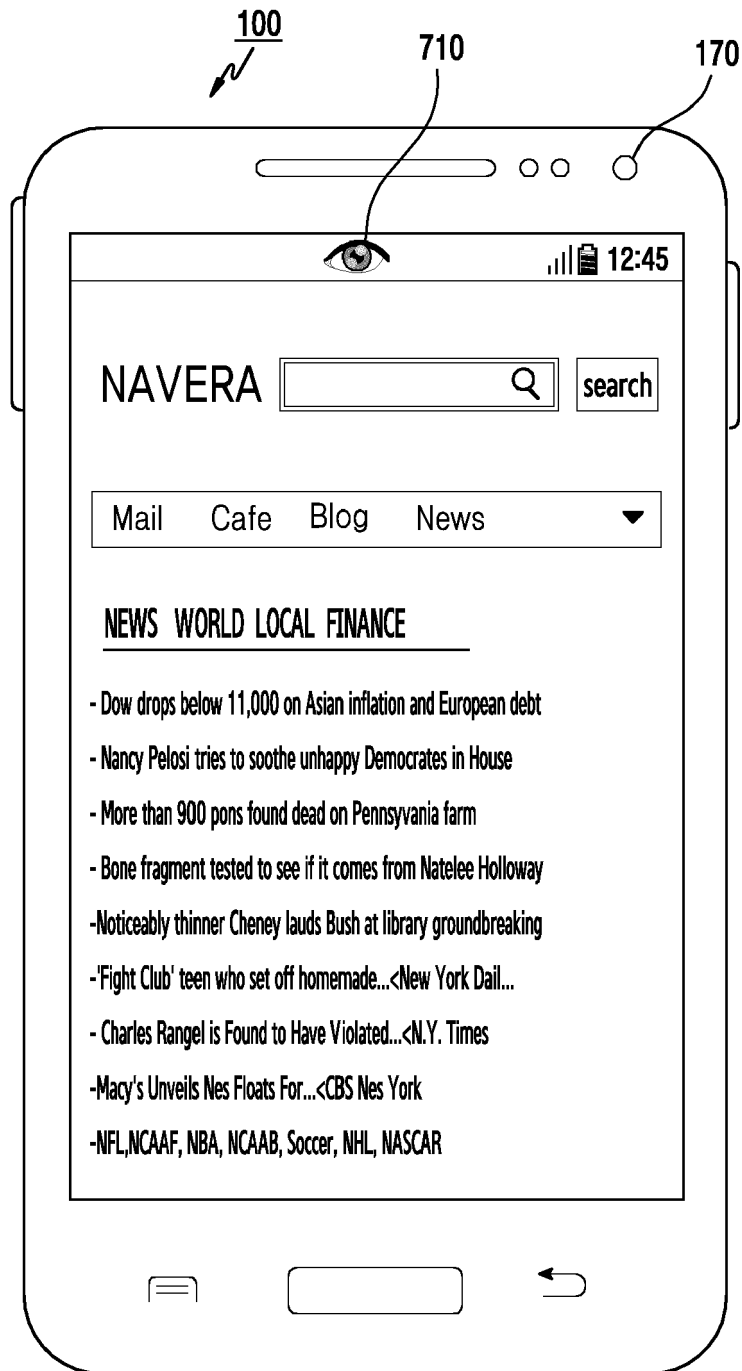 100
710
170
12:45
NAVERA
search
Mail Cafe Blog News
NEWS WORLD LOCAL FINANCE
- Dow drops below 11,000 on Asian inflation and European debt
- Nancy Pelosi tries to soothe unhappy Democrates in House
- More than 900 pons found dead on Pennsyvania farm
- Bone fragment tested to see if it comes from Natelee Holloway
-Noticeably thinner Cheney lauds Bush at library groundbreaking
-'Fight Club' teen who set off homemade...<New York Dail...
- Charles Rangel is Found to Have Violated...<N.Y. Times
-Macy's Unveils Nes Floats For...<CBS Nes York
-NFL,NCAAF, NBA, NCAAB, Soccer, NHL, NASCAR